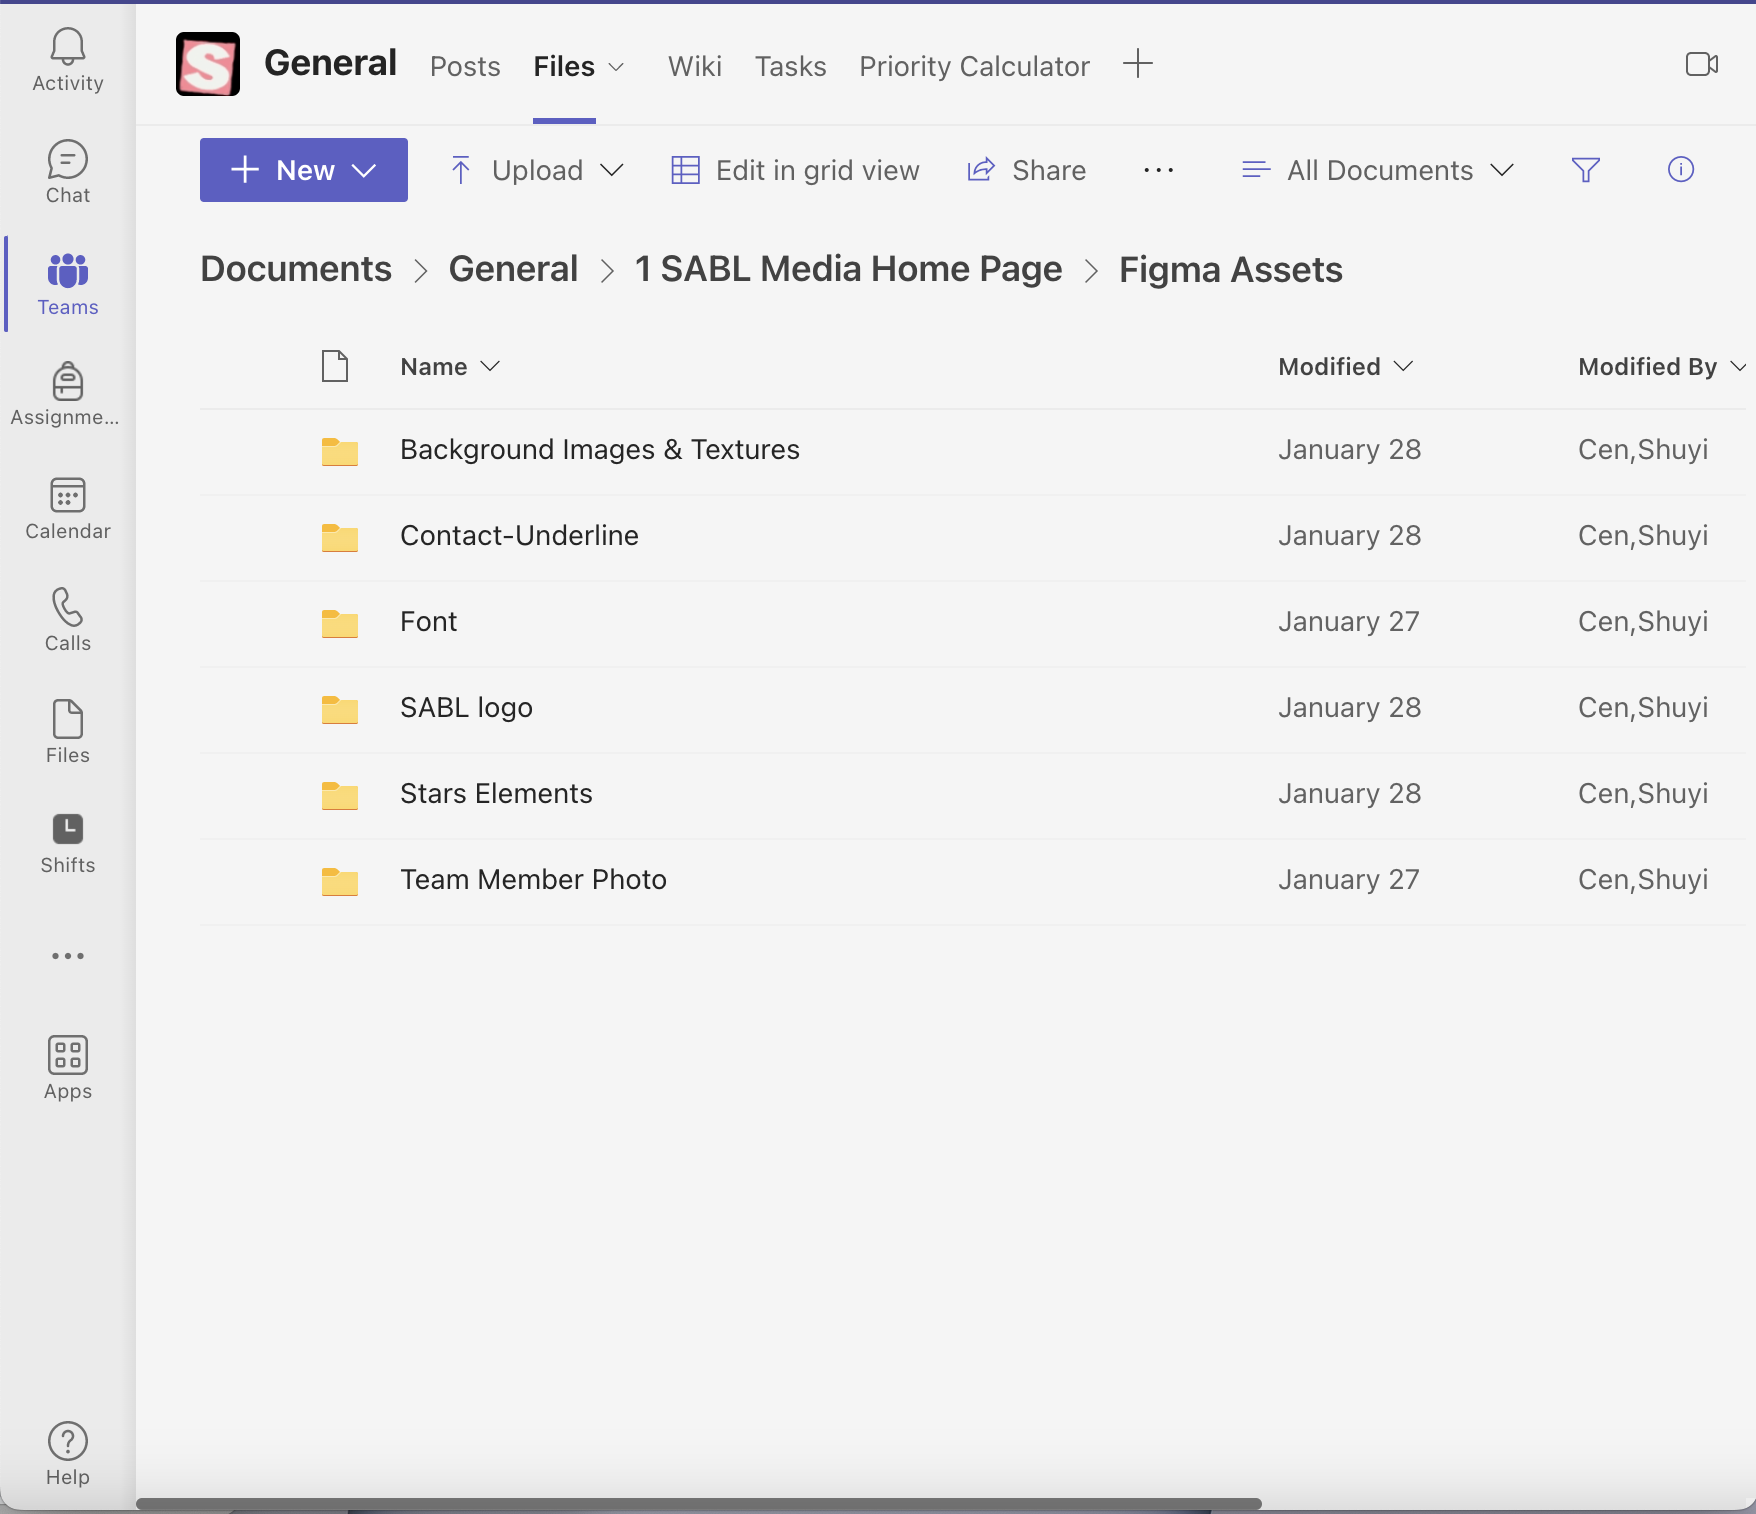 Activity
Chat
Teams
Assignme...
Calendar
Calls
Files
Shifts
Apps
Help
S General Posts Files Wiki Tasks Priority Calculator
New Upload Edit in grid view Share All Documents
Documents > General > 1 SABL Media Home Page > Figma Assets
Name Modified Modified By
Background Images & Textures January 28 Cen,Shuyi
Contact-Underline January 28 Cen,Shuyi
Font January 27 Cen,Shuyi
SABL logo January 28 Cen,Shuyi
Stars Elements January 28 Cen,Shuyi
Team Member Photo January 27 Cen,Shuyi